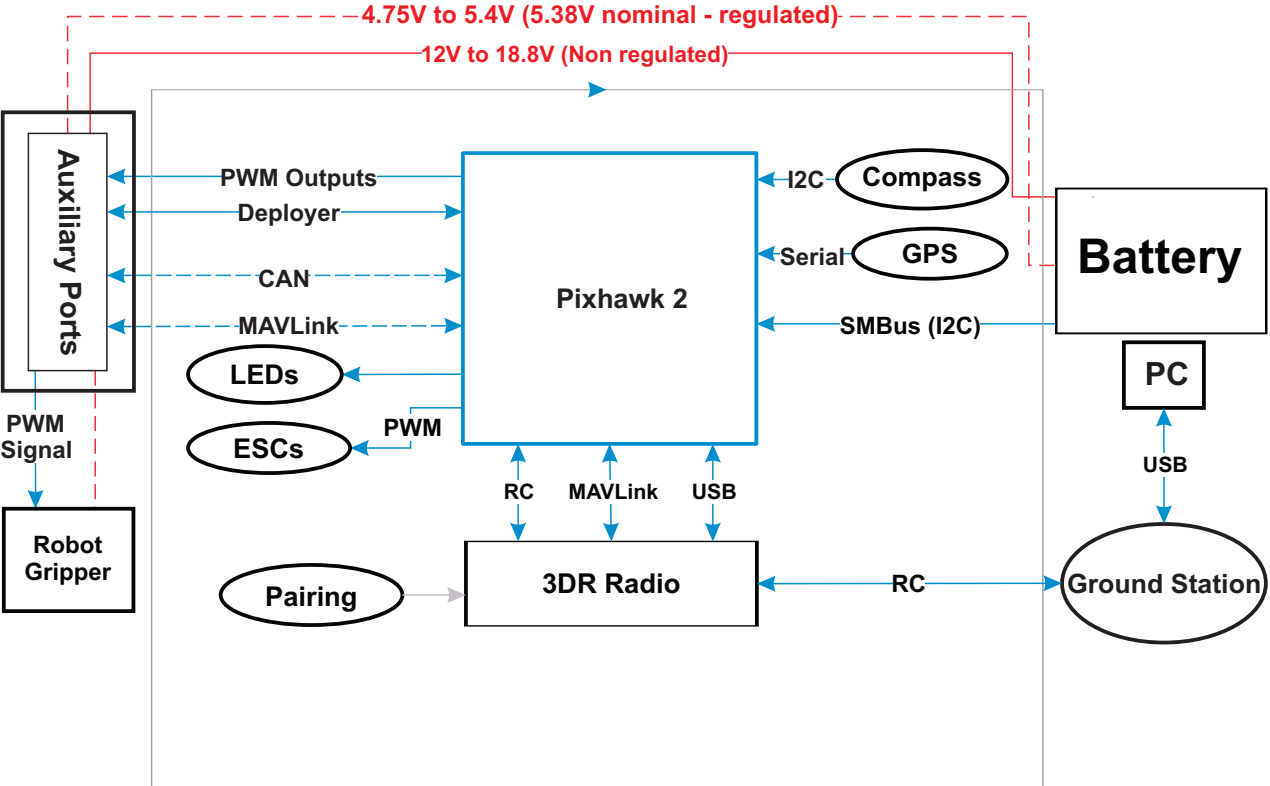 4.75V to 5.4V (5.38V nominal - regulated)
12V to 18.8V (Non regulated)
Auxiliary Ports
PWM Outputs
Deployer
CAN
MAVLink
LEDs
ESCs
PWM
Pixhawk 2
I2C
Compass
Serial
GPS
SMBus (I2C)
Battery
PC
USB
PWM
Signal
Robot
Gripper
RC
MAVLink
USB
Pairing
3DR Radio
RC
Ground Station